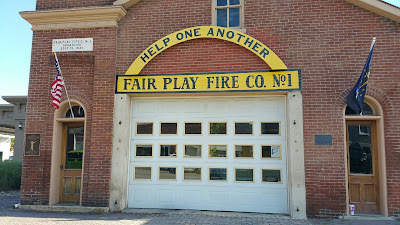 HELP ONE ANOTHER
FAIR PLAY FIRE CO. Nº1